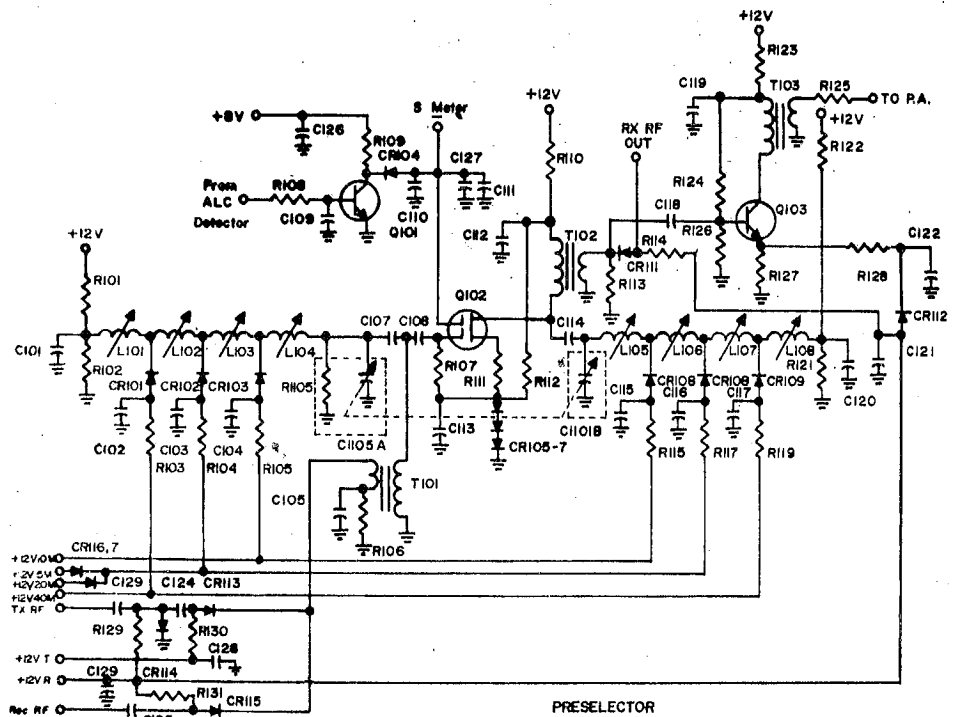 +12V
R123
T103
R125
TO P.A.
C119
+12V
S Meter
+8V
C126
R109
CR104
C127
+12V
RX RF
OUT
R110
R122
From
ALC
Detector
R108
C109
C110
Q101
C111
R124
C118
R126
Q103
C122
+12V
R101
C112
T102
R114
CR111
R113
R127
R128
Q102
CR112
C101
R102
L101
L102
L103
L104
C107
C108
C114
L105
L106
L107
L108
C121
CR101
CR102
CR103
R1105
R107
R111
R112
CR108
CR108
CR109
R121
C120
C102
R103
C103
R104
C104
R105
C1105A
C113
CR105-7
C1101B
C115
R115
C116
R117
C117
R119
C105
T101
R106
CR116,7
+12V10M
+12V15M
+12V20M
+12V40M
C129
C124
CR113
TX RF
R129
R130
+12V T
C128
+12V R
C129
CR114
R131
CR115
Rec RF
PRESELECTOR